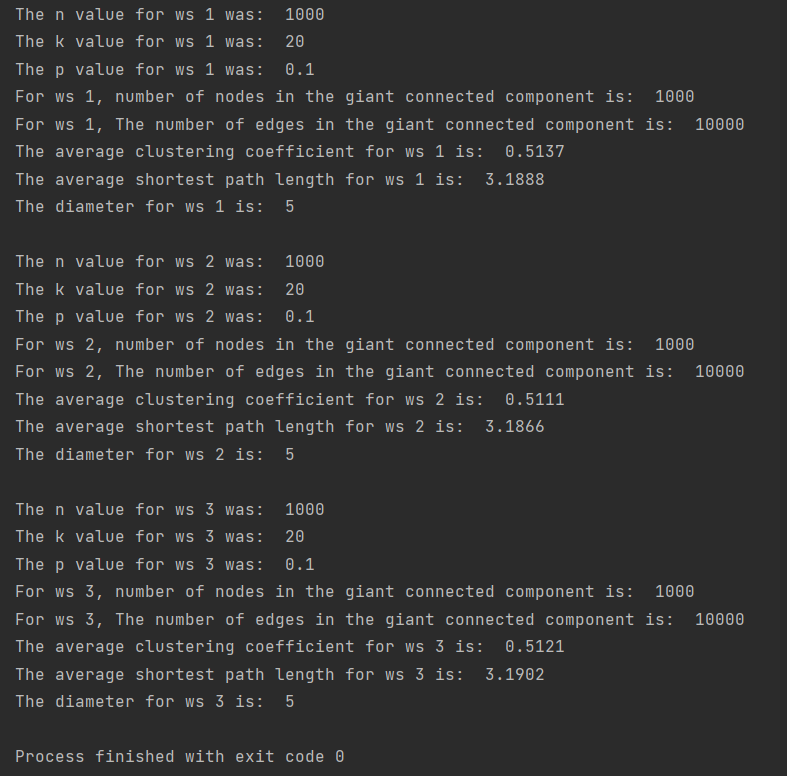 The n value for ws 1 was:  1000
The k value for ws 1 was:  20
The p value for ws 1 was:  0.1
For ws 1, number of nodes in the giant connected component is:  1000
For ws 1, The number of edges in the giant connected component is:  10000
The average clustering coefficient for ws 1 is:  0.5137
The average shortest path length for ws 1 is:  3.1888
The diameter for ws 1 is:  5

The n value for ws 2 was:  1000
The k value for ws 2 was:  20
The p value for ws 2 was:  0.1
For ws 2, number of nodes in the giant connected component is:  1000
For ws 2, The number of edges in the giant connected component is:  10000
The average clustering coefficient for ws 2 is:  0.5111
The average shortest path length for ws 2 is:  3.1866
The diameter for ws 2 is:  5

The n value for ws 3 was:  1000
The k value for ws 3 was:  20
The p value for ws 3 was:  0.1
For ws 3, number of nodes in the giant connected component is:  1000
For ws 3, The number of edges in the giant connected component is:  10000
The average clustering coefficient for ws 3 is:  0.5121
The average shortest path length for ws 3 is:  3.1902
The diameter for ws 3 is:  5

Process finished with exit code 0